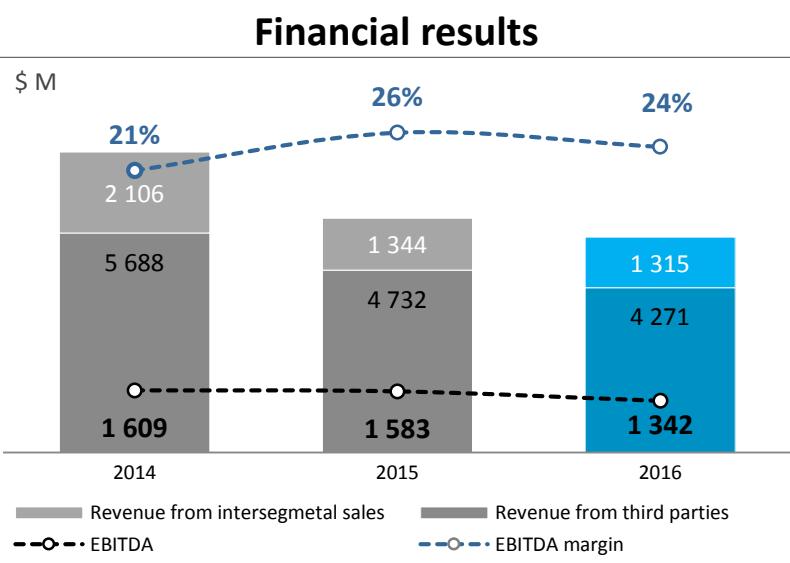 Financial results
$ M
21%
26%
24%
2 106
1 344
1 315
5 688
4 732
4 271
1 609
1 583
1 342
2014
2015
2016
Revenue from intersegmetal sales
Revenue from third parties
EBITDA
EBITDA margin